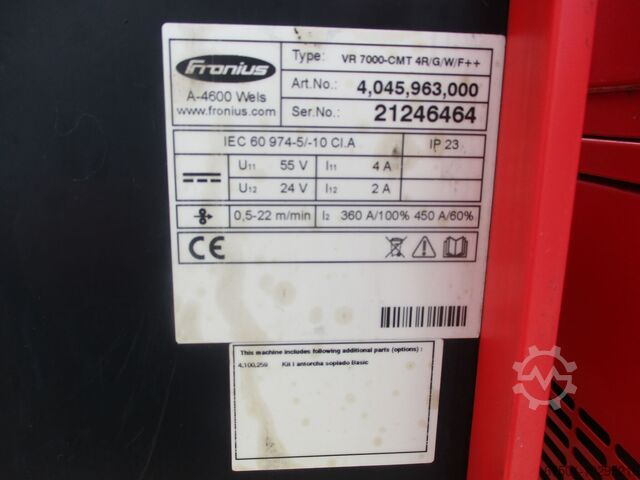 Fronius
A-4600 Wels
www.fronius.com
Type: VR 7000-CMT 4R/G/W/F++
Art.No.: 4,045,963,000
Ser.No.: 21246464
IEC 60 974-5/-10 Cl.A IP 23
U11 55 V I11 4 A
U12 24 V I12 2 A
0,5-22 m/min I2 360 A/100% 450 A/60%
CE
This machine includes following additional parts (options) :
4,100,259 Kit I antorcha soplado Basic